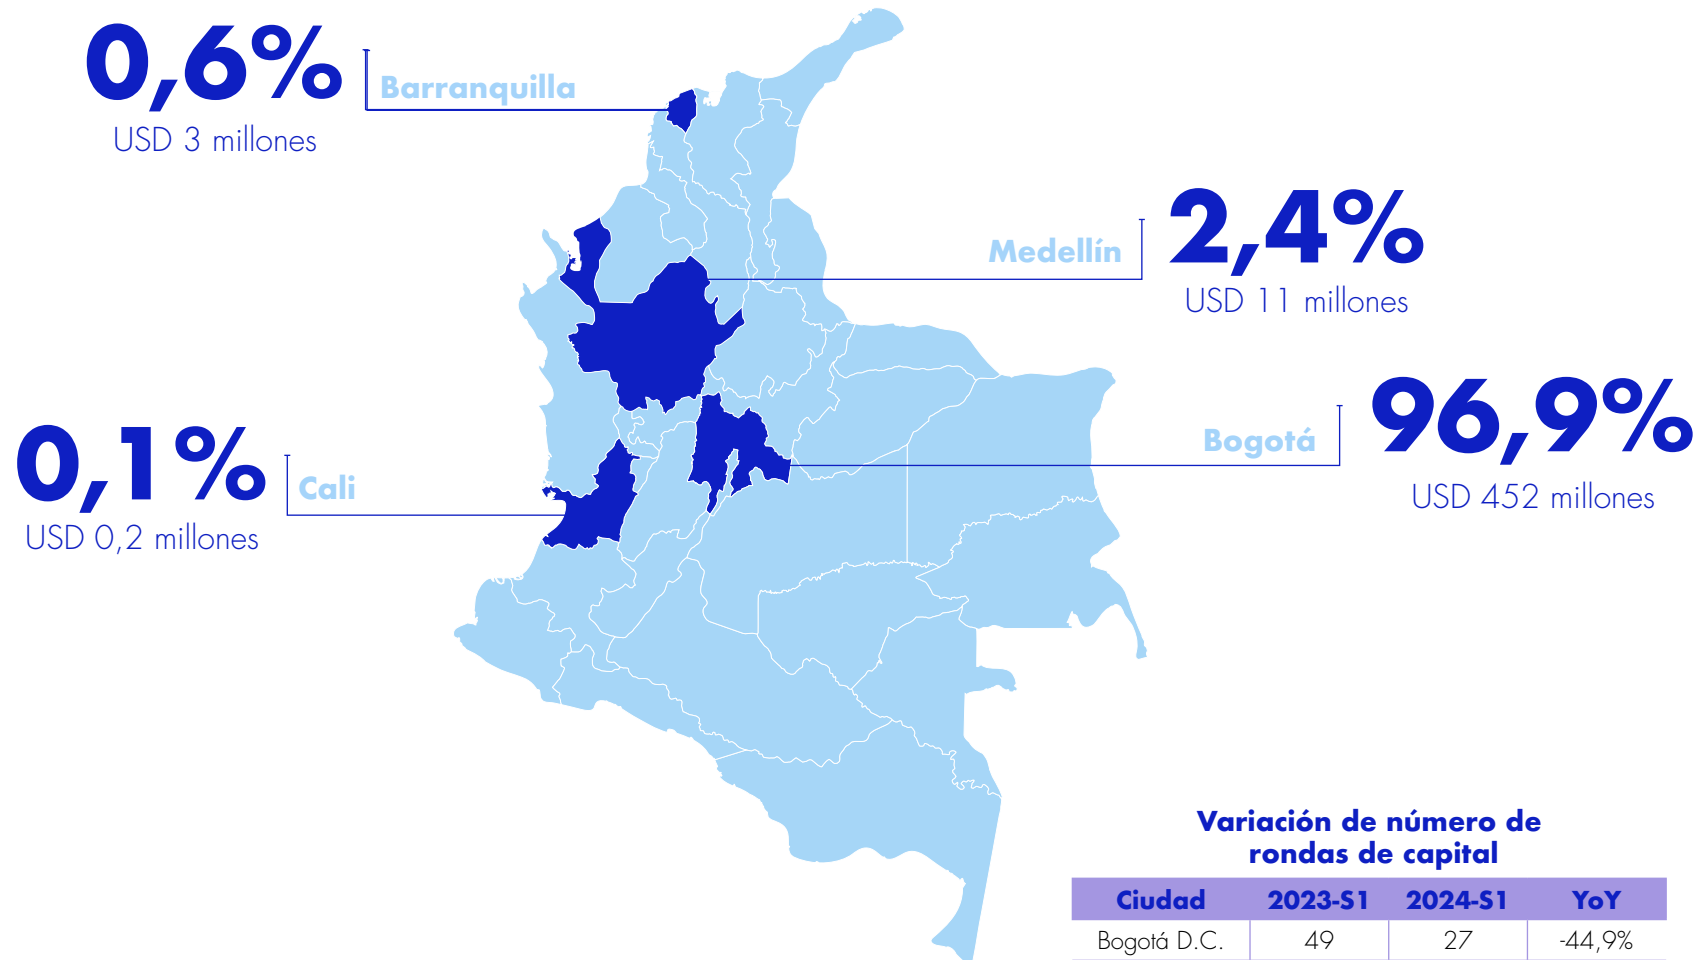 0,6%
Barranquilla
USD 3 millones
Medellín
2,4%
USD 11 millones
Bogotá
96,9%
USD 452 millones
0,1%
Cali
USD 0,2 millones
Variación de número de
rondas de capital
Ciudad 2023-S1 2024-S1 YoY
Bogotá D.C. 49 27 -44,9%